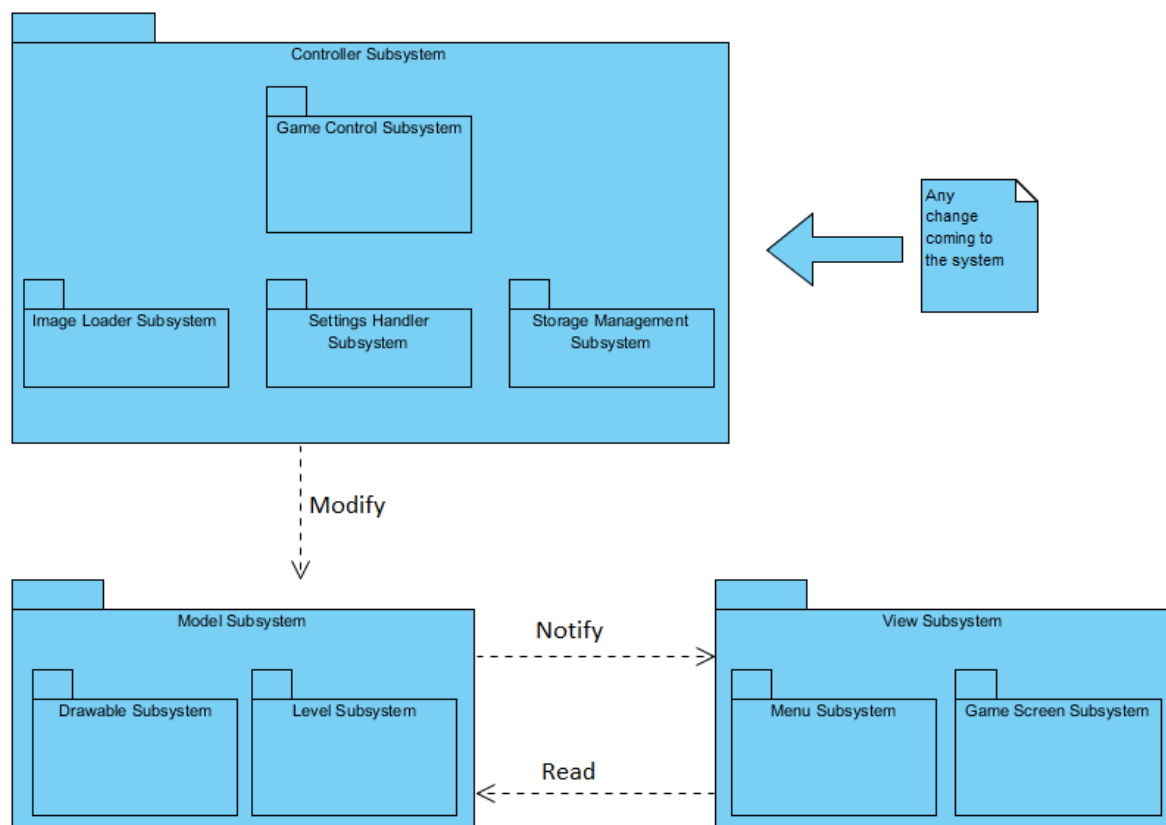 Controller Subsystem
Game Control Subsystem
Any
change
coming to
the system
Image Loader Subsystem
Settings Handler
Subsystem
Storage Management
Subsystem
Modify
Model Subsystem
Notify
View Subsystem
Drawable Subsystem
Level Subsystem
Menu Subsystem
Game Screen Subsystem
Read